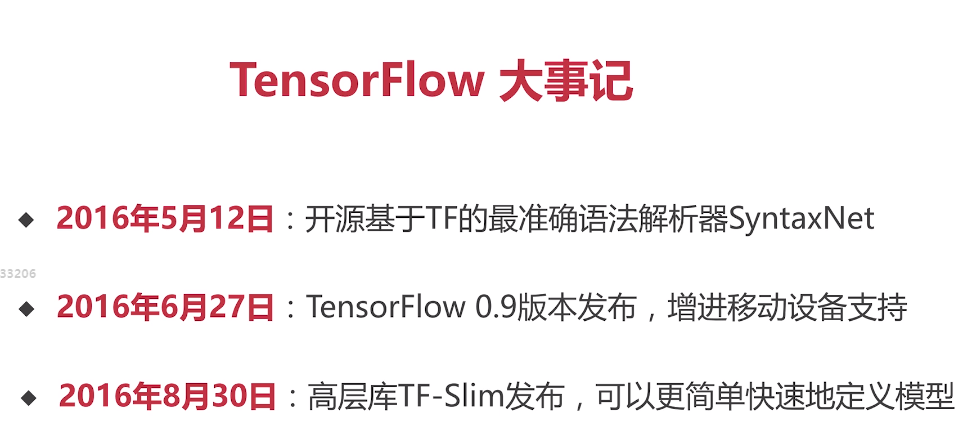 TensorFlow 大事记
◆ 2016年5月12日：开源基于TF的最准确语法解析器SyntaxNet
33206
◆ 2016年6月27日：TensorFlow 0.9版本发布，增进移动设备支持
◆ 2016年8月30日：高层库TF-Slim发布，可以更简单快速地定义模型